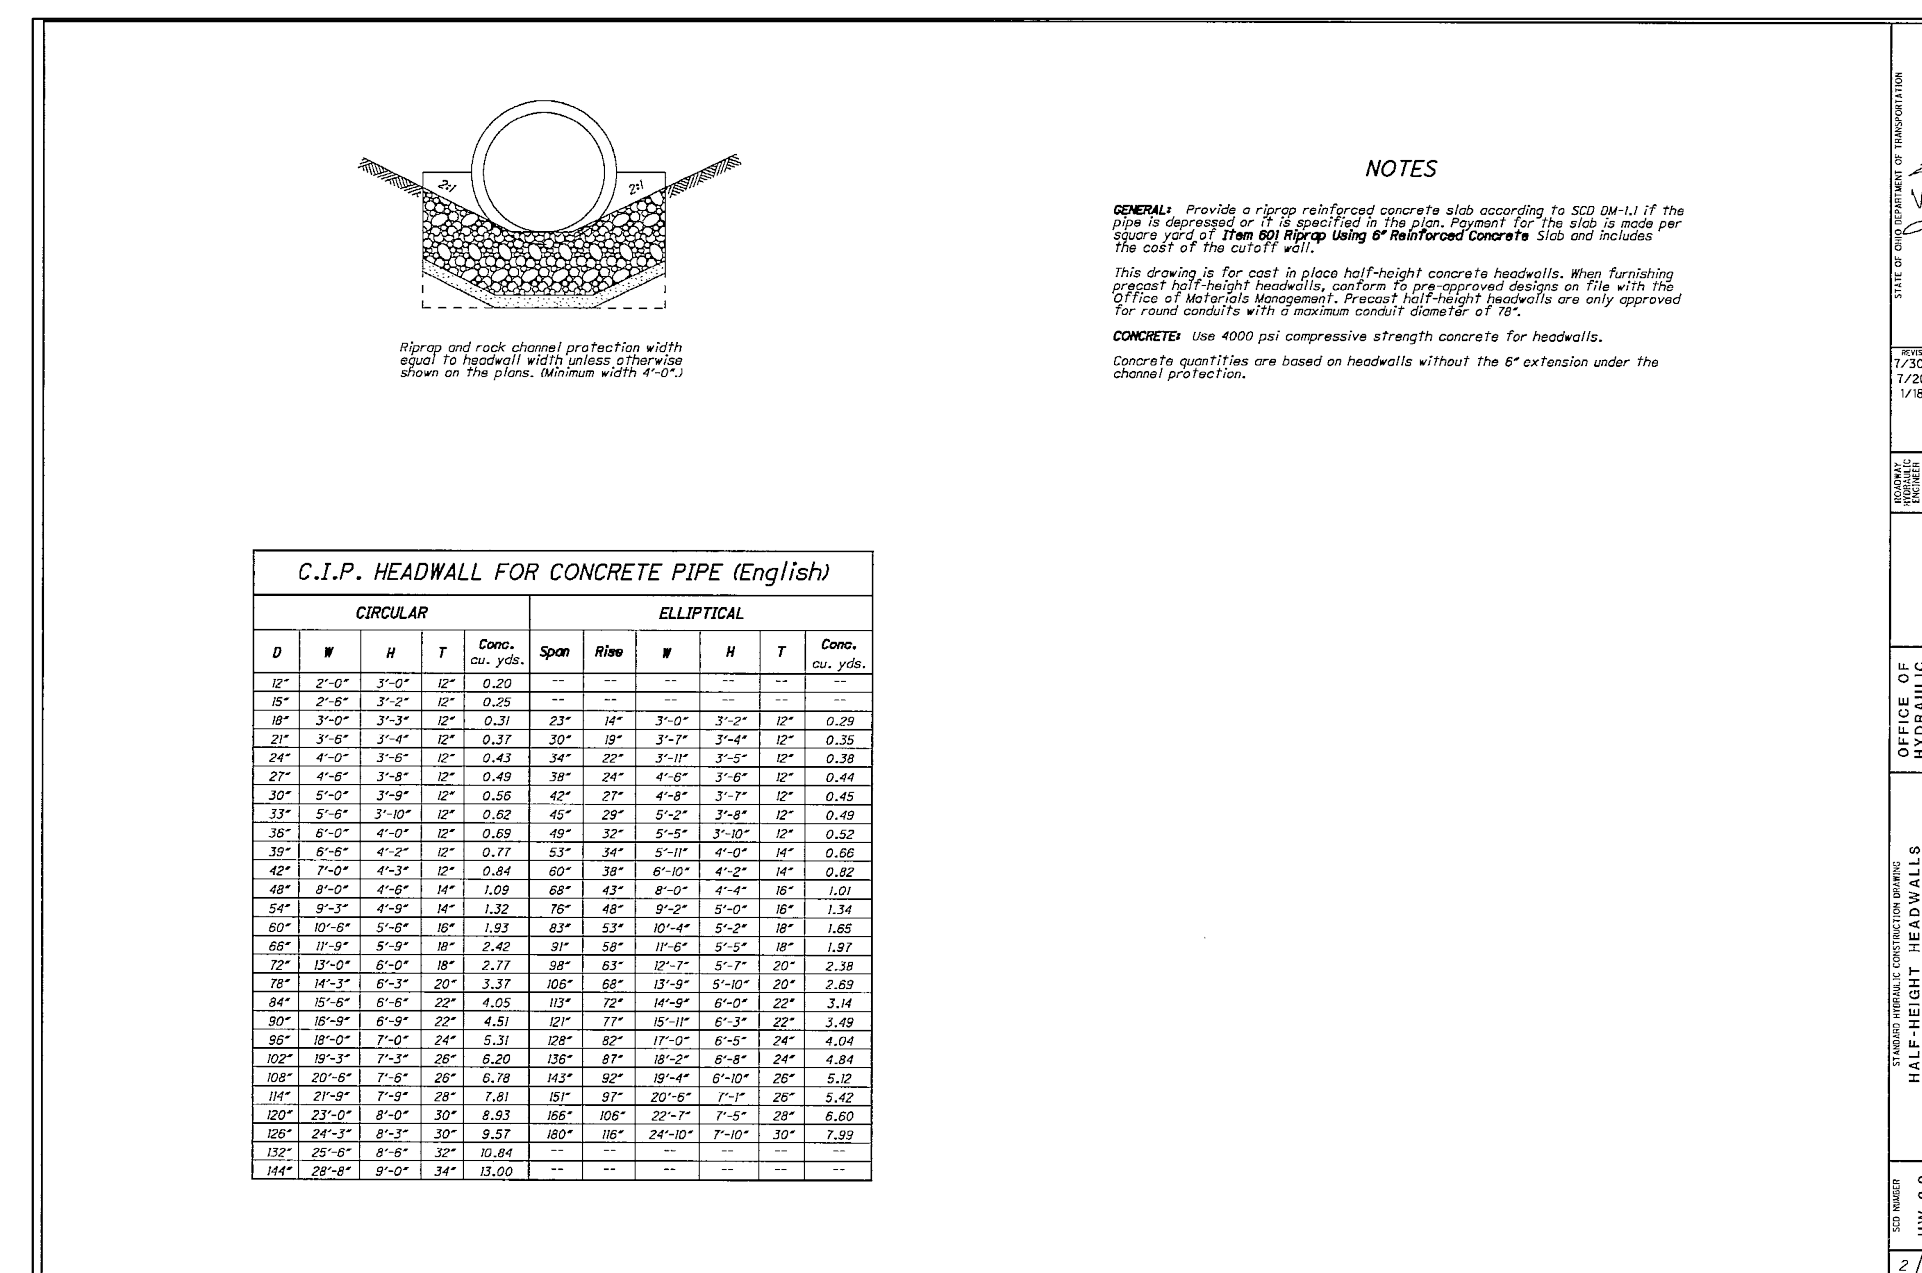 2:1 2:1
Riprap and rock channel protection width
equal to headwall width unless otherwise
shown on the plans. (Minimum width 4'-0".)
NOTES
GENERAL: Provide a riprap reinforced concrete slab according to SCD DM-1.1 if the
pipe is depressed or it is specified in the plan. Payment for the slab is made per
square yard of Item 601 Riprap Using 6" Reinforced Concrete Slab and includes
the cost of the cutoff wall.
This drawing is for cast in place half-height concrete headwalls. When furnishing
precast half-height headwalls, conform to pre-approved designs on file with the
Office of Materials Management. Precast half-height headwalls are only approved
for round conduits with a maximum conduit diameter of 78".
CONCRETE: Use 4000 psi compressive strength concrete for headwalls.
Concrete quantities are based on headwalls without the 6" extension under the
channel protection.
C.I.P. HEADWALL FOR CONCRETE PIPE (English)
CIRCULAR ELLIPTICAL
D W H T Conc. cu. yds. Span Rise W H T Conc. cu. yds.
12" 2'-0" 3'-0" 12" 0.20 -- -- -- -- -- --
15" 2'-6" 3'-2" 12" 0.25 -- -- -- -- -- --
18" 3'-0" 3'-3" 12" 0.31 23" 14" 3'-0" 3'-2" 12" 0.29
21" 3'-6" 3'-4" 12" 0.37 30" 19" 3'-7" 3'-4" 12" 0.35
24" 4'-0" 3'-6" 12" 0.43 34" 22" 3'-11" 3'-5" 12" 0.38
27" 4'-6" 3'-8" 12" 0.49 38" 24" 4'-6" 3'-6" 12" 0.44
30" 5'-0" 3'-9" 12" 0.56 42" 27" 4'-8" 3'-7" 12" 0.45
33" 5'-6" 3'-10" 12" 0.62 45" 29" 5'-2" 3'-8" 12" 0.49
36" 6'-0" 4'-0" 12" 0.69 49" 32" 5'-5" 3'-10" 12" 0.52
39" 6'-6" 4'-2" 12" 0.77 53" 34" 5'-11" 4'-0" 14" 0.66
42" 7'-0" 4'-3" 12" 0.84 60" 38" 6'-10" 4'-2" 14" 0.82
48" 8'-0" 4'-6" 14" 1.09 68" 43" 8'-0" 4'-4" 16" 1.01
54" 9'-3" 4'-9" 14" 1.32 76" 48" 9'-2" 5'-0" 16" 1.34
60" 10'-6" 5'-6" 16" 1.93 83" 53" 10'-4" 5'-2" 18" 1.65
66" 11'-9" 5'-9" 18" 2.42 91" 58" 11'-6" 5'-5" 18" 1.97
72" 13'-0" 6'-0" 18" 2.77 98" 63" 12'-7" 5'-7" 20" 2.38
78" 14'-3" 6'-3" 20" 3.37 106" 68" 13'-9" 5'-10" 20" 2.69
84" 15'-6" 6'-6" 22" 4.05 113" 72" 14'-9" 6'-0" 22" 3.14
90" 16'-9" 6'-9" 22" 4.51 121" 77" 15'-11" 6'-3" 22" 3.49
96" 18'-0" 7'-0" 24" 5.31 128" 82" 17'-0" 6'-5" 24" 4.04
102" 19'-3" 7'-3" 26" 6.20 136" 87" 18'-2" 6'-8" 24" 4.84
108" 20'-6" 7'-6" 26" 6.78 143" 92" 19'-4" 6'-10" 26" 5.12
114" 21'-9" 7'-9" 28" 7.81 151" 97" 20'-6" 7'-1" 26" 5.42
120" 23'-0" 8'-0" 30" 8.93 166" 106" 22'-7" 7'-5" 28" 6.60
126" 24'-3" 8'-3" 30" 9.57 180" 116" 24'-10" 7'-10" 30" 7.99
132" 25'-6" 8'-6" 32" 10.84 -- -- -- -- -- --
144" 28'-8" 9'-0" 34" 13.00 -- -- -- -- -- --
STATE OF OHIO DEPARTMENT OF TRANSPORTATION
REVIS
7/30
7/20
1/18
ROADWAY
HYDRAULIC
ENGINEER
OFFICE OF
HYDRAULIC
STANDARD HYDRAULIC CONSTRUCTION DRAWING
HALF-HEIGHT HEADWALLS
SCD NUMBER
2/